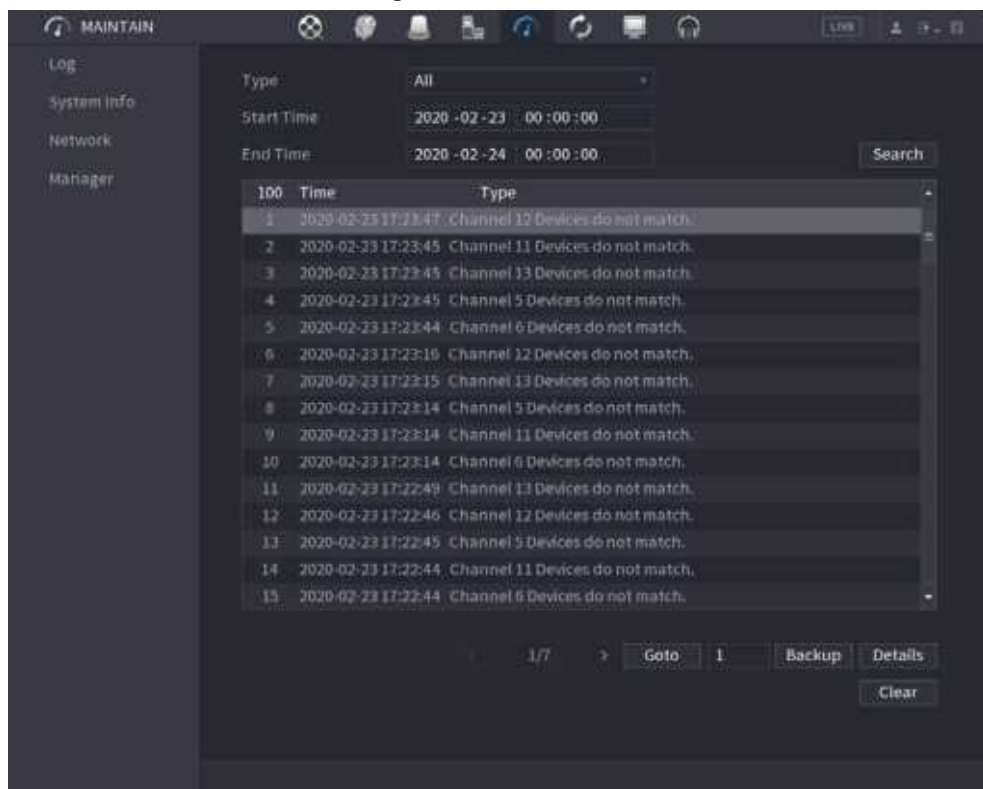 MAINTAIN LIVE
Log
System Info
Network
Manager
Type All
Start Time 2020 -02 -23 00 :00 :00
End Time 2020 -02 -24 00 :00 :00 Search
100 Time Type
1 2020-02-23 17:23:47 Channel 12 Devices do not match.
2 2020-02-23 17:23:45 Channel 11 Devices do not match.
3 2020-02-23 17:23:45 Channel 13 Devices do not match.
4 2020-02-23 17:23:45 Channel 5 Devices do not match.
5 2020-02-23 17:23:44 Channel 6 Devices do not match.
6 2020-02-23 17:23:16 Channel 12 Devices do not match.
7 2020-02-23 17:23:15 Channel 13 Devices do not match.
8 2020-02-23 17:23:14 Channel 5 Devices do not match.
9 2020-02-23 17:23:14 Channel 11 Devices do not match.
10 2020-02-23 17:23:14 Channel 6 Devices do not match.
11 2020-02-23 17:22:49 Channel 13 Devices do not match.
12 2020-02-23 17:22:46 Channel 12 Devices do not match.
13 2020-02-23 17:22:45 Channel 5 Devices do not match.
14 2020-02-23 17:22:44 Channel 11 Devices do not match.
15 2020-02-23 17:22:44 Channel 6 Devices do not match.
1/7 > Goto 1 Backup Details
Clear